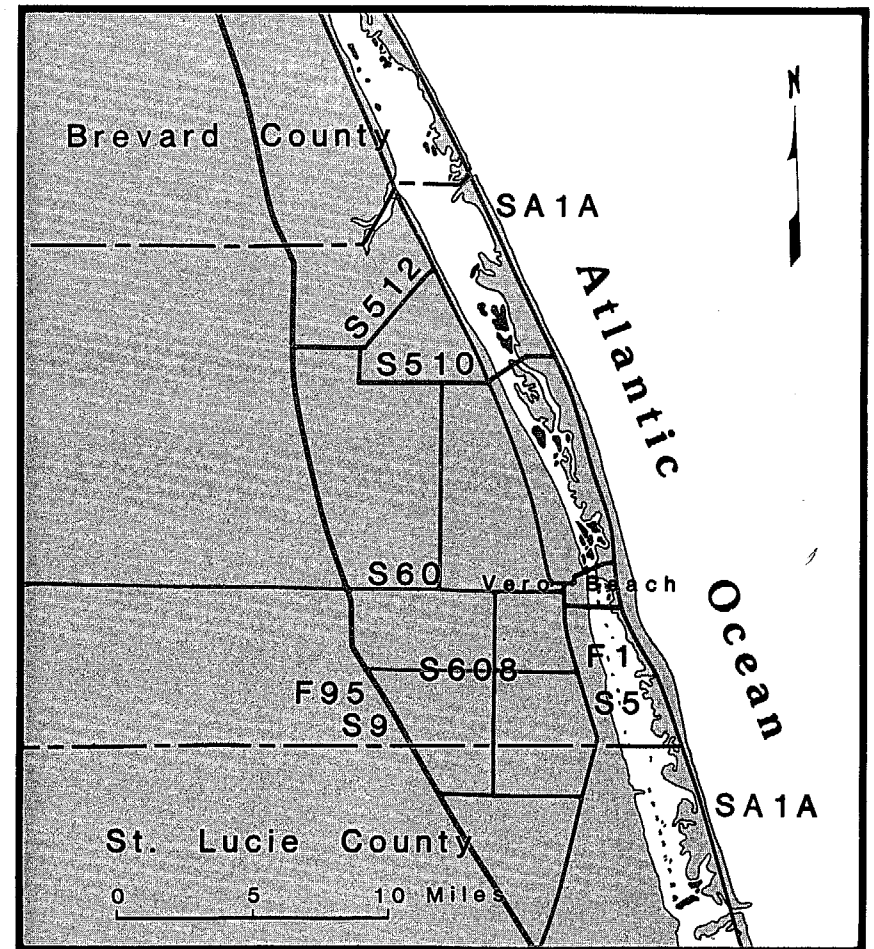 N
Brevard County
SA1A
Atlantic
S512
S510
S60
Vero Beach
Ocean
F1
S608
F95
S5
S9
SA1A
St. Lucie County
0 5 10 Miles